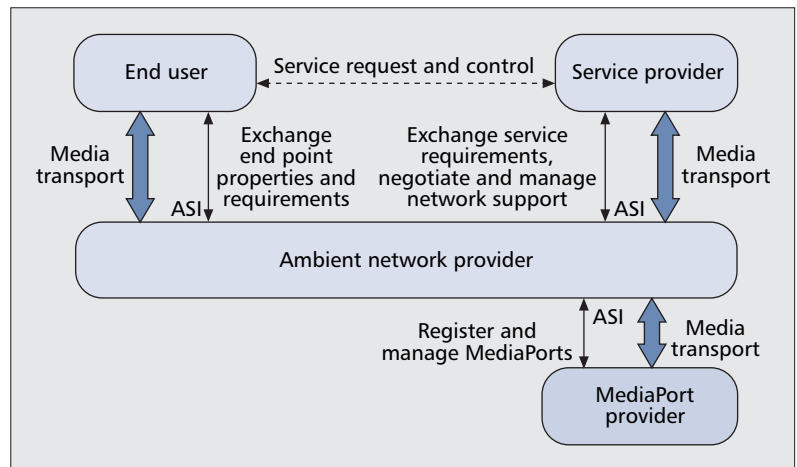 End user
Service request and control
Service provider
Media
transport
Exchange
end point
properties and
requirements
ASI
Exchange service
requirements,
negotiate and manage
network support
ASI
Media
transport
Ambient network provider
Register and
manage MediaPorts
ASI
Media
transport
MediaPort
provider